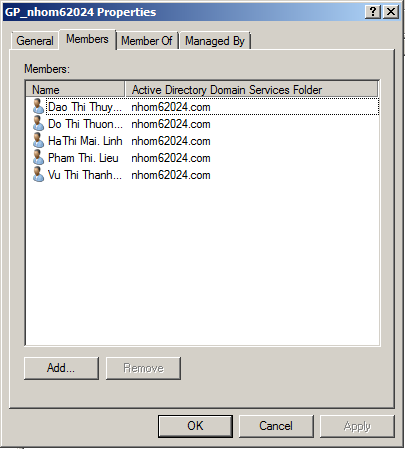 GP_nhom62024 Properties
General Members Member Of Managed By
Members:
Name Active Directory Domain Services Folder
Dao Thi Thuy... nhom62024.com
Do Thi Thuon... nhom62024.com
HaThi Mai. Linh nhom62024.com
Pham Thi. Lieu nhom62024.com
Vu Thi Thanh... nhom62024.com
Add... Remove
OK Cancel Apply